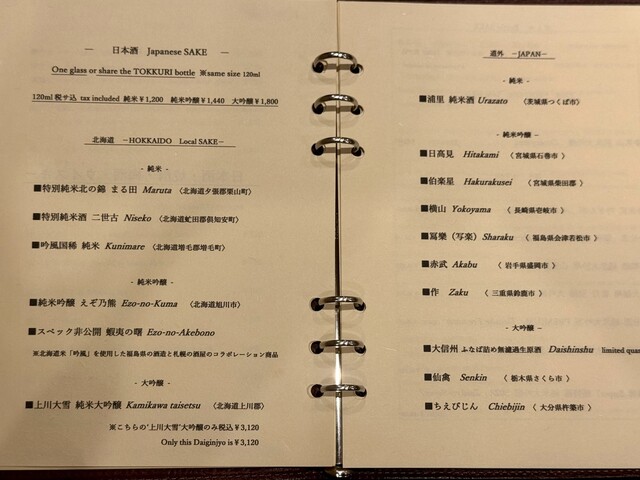 ― 日本酒 Japanese SAKE ―
One glass or share the TOKKURI bottle ※same size 120ml
120ml税サ込 tax included 純米￥1,200 純米吟醸￥1,440 大吟醸￥1,800
北海道 －HOKKAIDO Local SAKE－
- 純米 -
■特別純米北の錦 まる田 Maruta 〈北海道夕張郡栗山町〉
■特別純米酒 二世古 Niseko 〈北海道虻田郡倶知安町〉
■吟風国稀 純米 Kunimare 〈北海道増毛郡増毛町〉
- 純米吟醸 -
■純米吟醸 えぞ乃熊 Ezo-no-Kuma 〈北海道旭川市〉
■スペック非公開 蝦夷の曙 Ezo-no-Akebono
※北海道米「吟風」を使用した福島県の酒造と札幌の酒屋のコラボレーション商品
- 大吟醸 -
■上川大雪 純米大吟醸 Kamikawa taisetsu 〈北海道上川郡〉
※こちらの'上川大雪'大吟醸のみ税込￥3,120
Only this Daiginjyo is￥3,120
道外 －JAPAN－
- 純米 -
■浦里 純米酒 Urazato 〈茨城県つくば市〉
- 純米吟醸 -
■日高見 Hitakami 〈宮城県石巻市〉
■伯楽星 Hakurakusei 〈宮城県柴田郡〉
■横山 Yokoyama 〈長崎県壱岐市〉
■冩樂（写楽）Sharaku 〈福島県会津若松市〉
■赤武 Akabu 〈岩手県盛岡市〉
■作 Zaku 〈三重県鈴鹿市〉
- 大吟醸 -
■大信州 ふなば詰め無濾過生原酒 Daishinshu limited quan
■仙禽 Senkin 〈栃木県さくら市〉
■ちえびじん Chiebijin 〈大分県杵築市〉